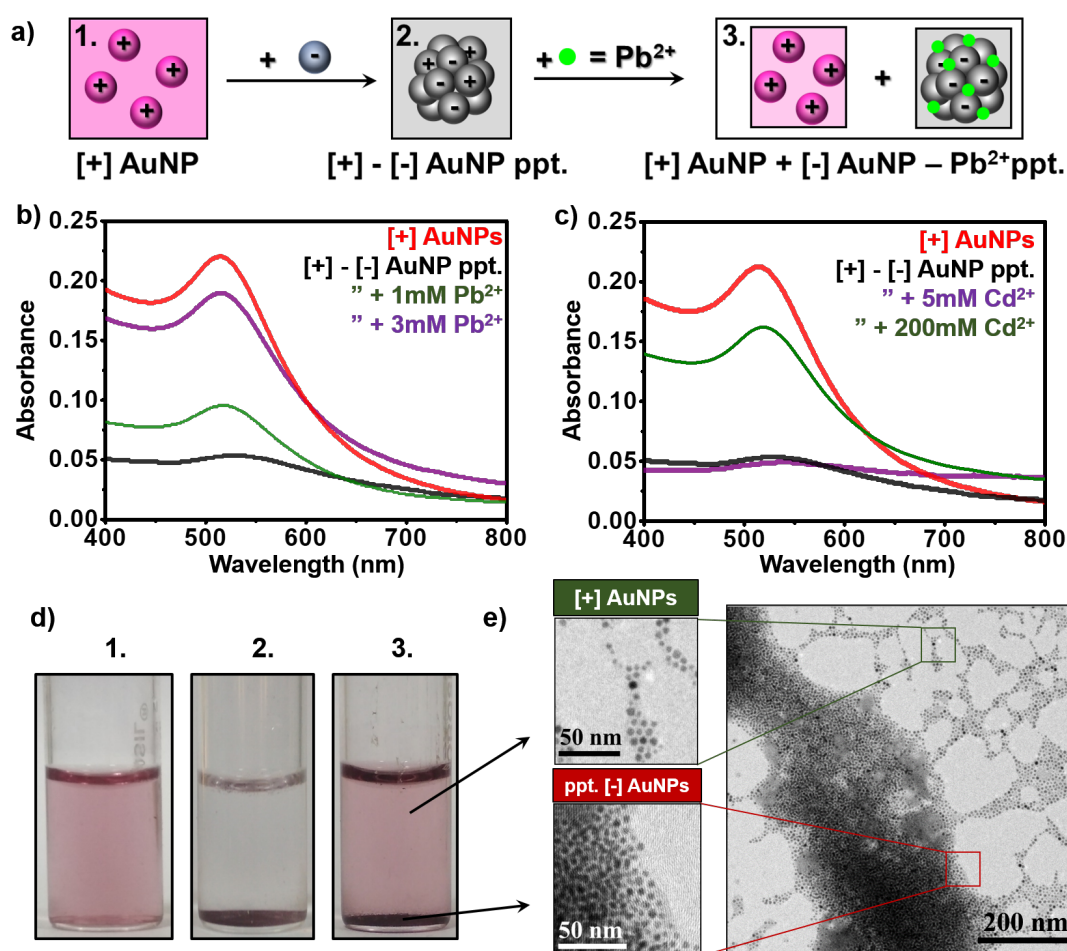 a)
1.
+
+
+
+
+ -
2.
+ - +
- +
- -
+ = Pb²⁺
3.
+
+
+
+
+
- -
- -
-
[+] AuNP
[+] - [-] AuNP ppt.
[+] AuNP + [-] AuNP – Pb²⁺ppt.
b)
0.25
0.20
0.15
0.10
0.05
0.00
Absorbance
400 500 600 700 800
Wavelength (nm)
[+] AuNPs
[+] - [-] AuNP ppt.
” + 1mM Pb²⁺
” + 3mM Pb²⁺
c)
0.25
0.20
0.15
0.10
0.05
0.00
Absorbance
400 500 600 700 800
Wavelength (nm)
[+] AuNPs
[+] - [-] AuNP ppt.
” + 5mM Cd²⁺
” + 200mM Cd²⁺
d)
1. 2. 3.
e)
[+] AuNPs
50 nm
ppt. [-] AuNPs
50 nm
200 nm